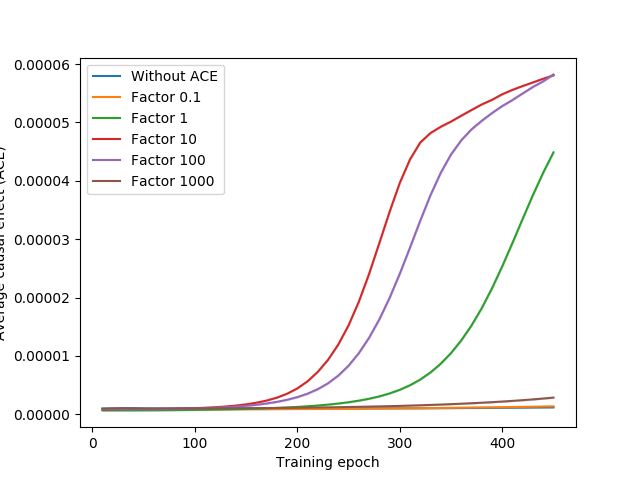 0.00006
0.00005
0.00004
0.00003
0.00002
0.00001
0.00000
Average causal effect (ACE)
Without ACE
Factor 0.1
Factor 1
Factor 10
Factor 100
Factor 1000
0 100 200 300 400
Training epoch